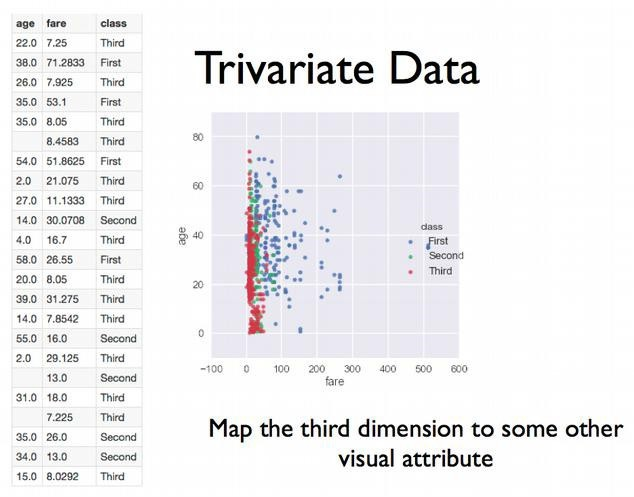 age fare class
22.0 7.25 Third
38.0 71.2833 First
26.0 7.925 Third
35.0 53.1 First
35.0 8.05 Third
8.4583 Third
54.0 51.8625 First
2.0 21.075 Third
27.0 11.1333 Third
14.0 30.0708 Second
4.0 16.7 Third
58.0 26.55 First
20.0 8.05 Third
39.0 31.275 Third
14.0 7.8542 Third
55.0 16.0 Second
2.0 29.125 Third
13.0 Second
31.0 18.0 Third
7.225 Third
35.0 26.0 Second
34.0 13.0 Second
15.0 8.0292 Third
Trivariate Data
80
60
40
20
0
age
−100 0 100 200 300 400 500 600
fare
class
First
Second
Third
Map the third dimension to some other
visual attribute